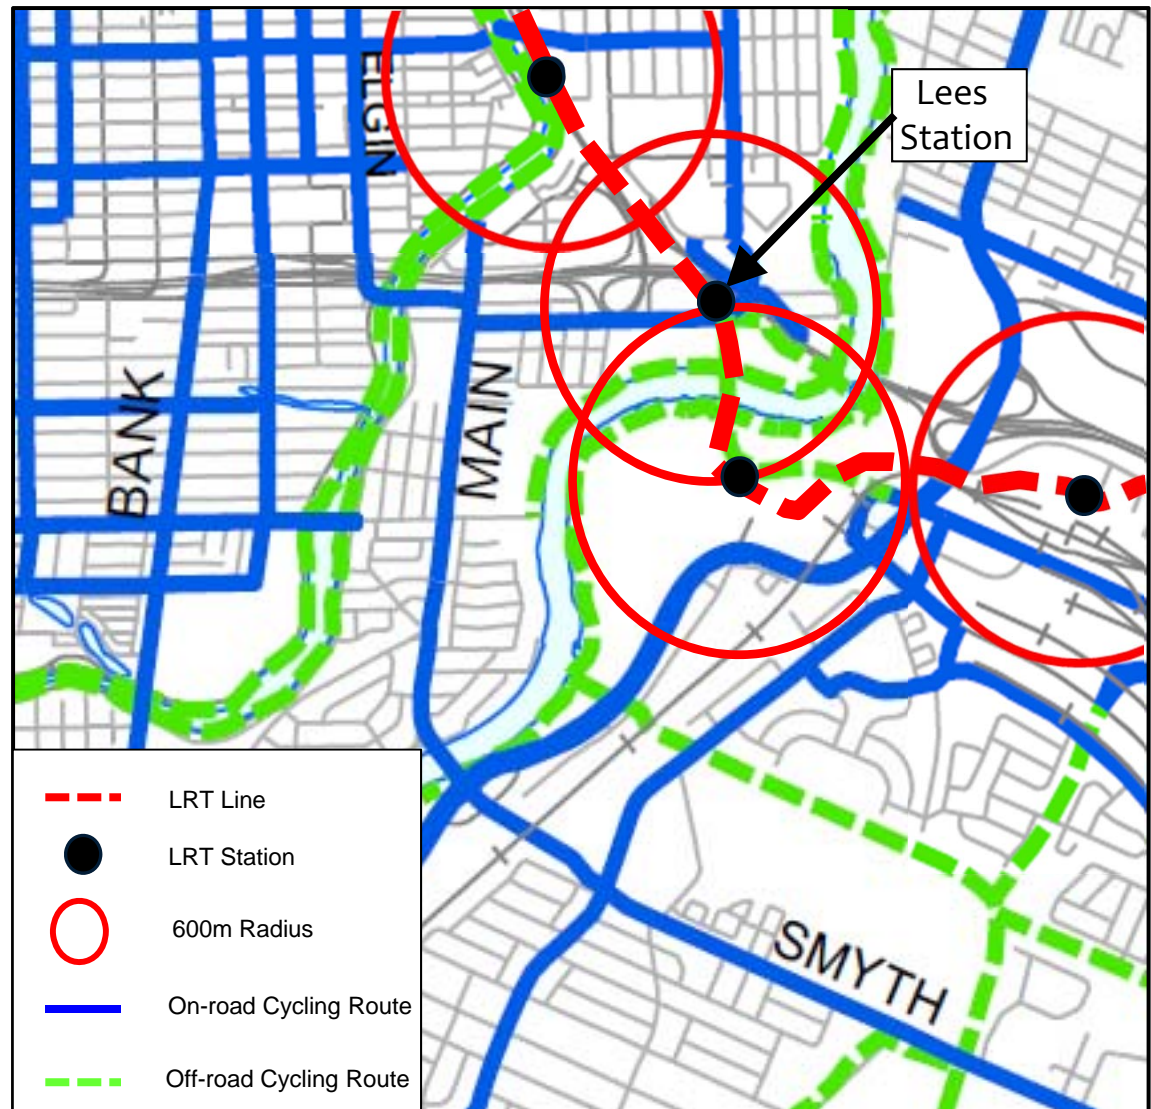 ELGIN
Lees
Station
BANK
MAIN
LRT Line
LRT Station
600m Radius
On-road Cycling Route
Off-road Cycling Route
SMYTH